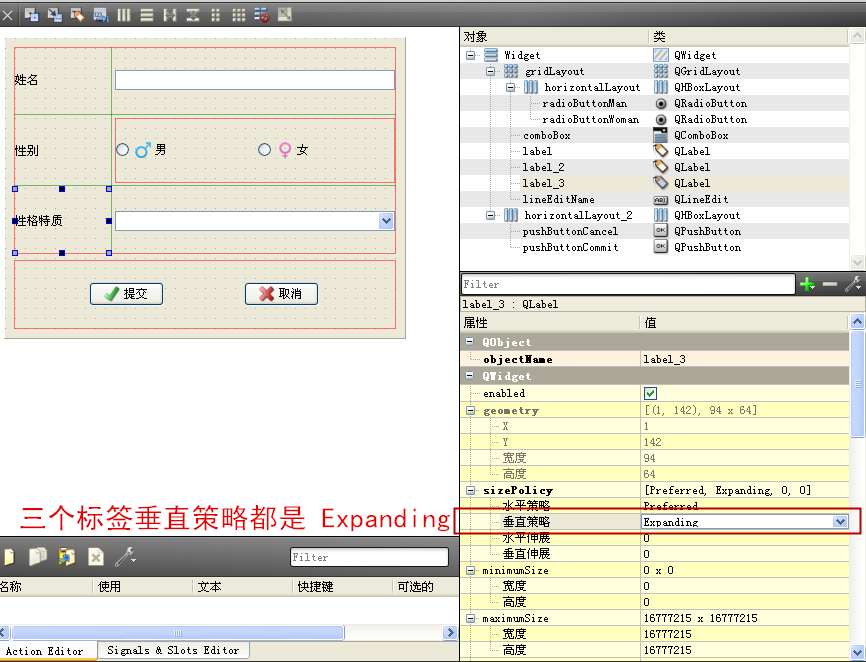 姓名
性别
男
女
性格特质
提交
取消
三个标签垂直策略都是 Expanding
Filter
名称 使用 文本 快捷键 可选的
Action Editor Signals & Slots Editor
对象 类
Widget QWidget
gridLayout QGridLayout
horizontalLayout QHBoxLayout
radioButtonMan QRadioButton
radioButtonWoman QRadioButton
comboBox QComboBox
label QLabel
label_2 QLabel
label_3 QLabel
lineEditName QLineEdit
horizontalLayout_2 QHBoxLayout
pushButtonCancel QPushButton
pushButtonCommit QPushButton
Filter
label_3 : QLabel
属性 值
QObject
objectName label_3
QWidget
enabled
geometry [(1, 142), 94 x 64]
X 1
Y 142
宽度 94
高度 64
sizePolicy [Preferred, Expanding, 0, 0]
水平策略 Preferred
垂直策略 Expanding
水平伸展 0
垂直伸展 0
minimumSize 0 x 0
宽度 0
高度 0
maximumSize 16777215 x 16777215
宽度 16777215
高度 16777215